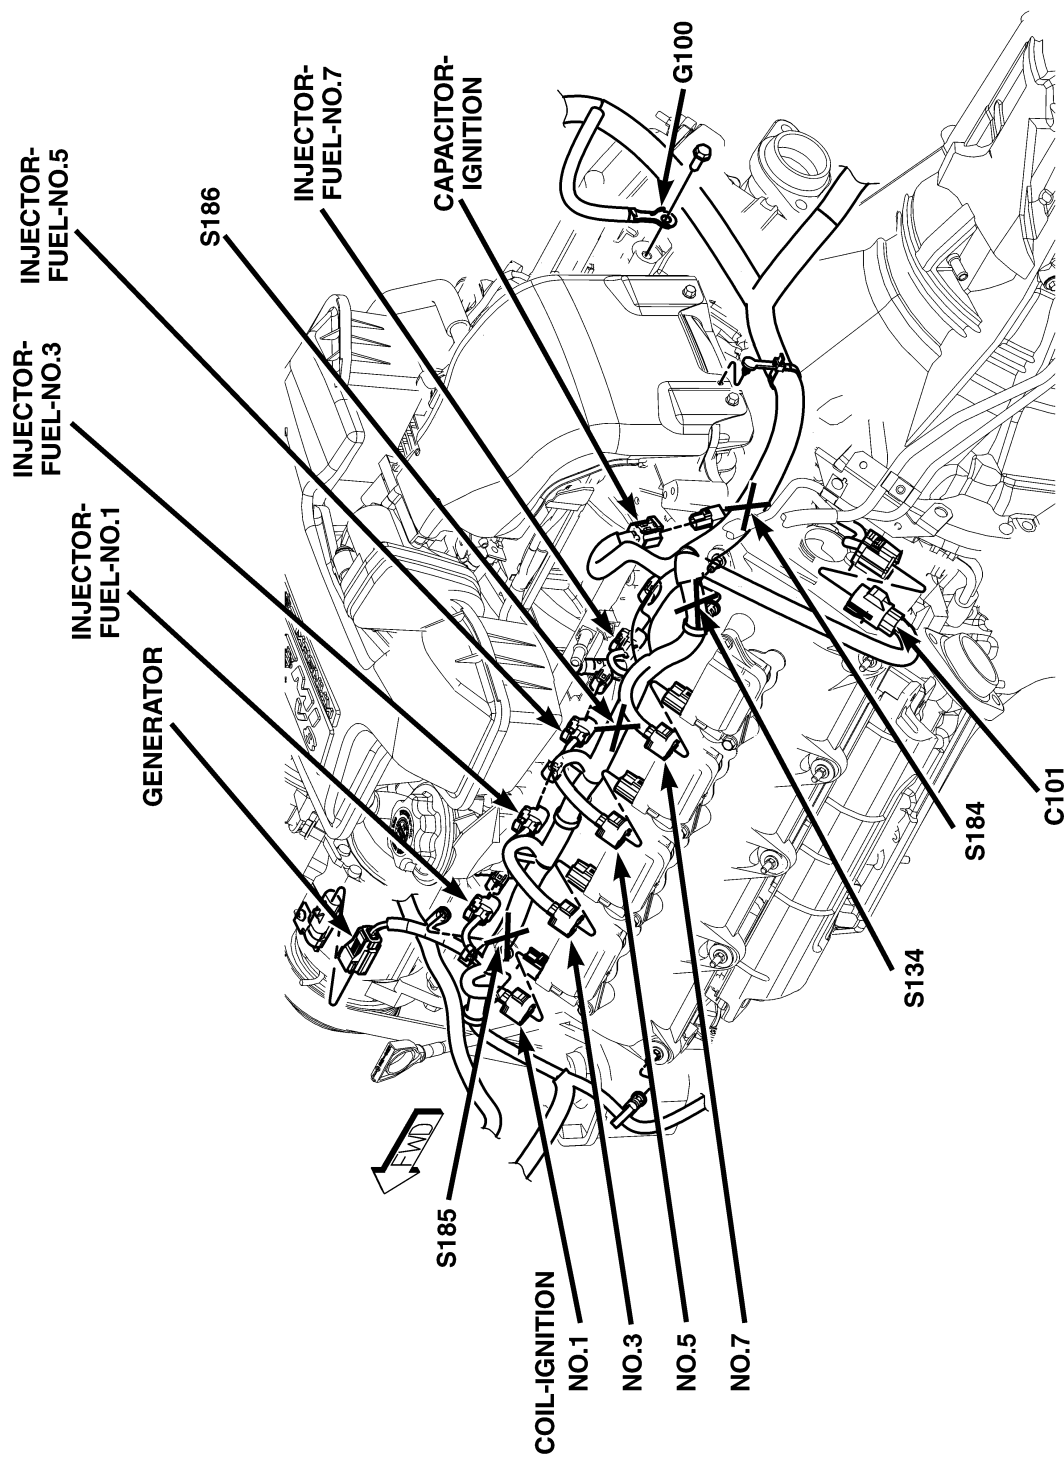 INJECTOR-
FUEL-NO.5
S186
INJECTOR-
FUEL-NO.7
CAPACITOR-
IGNITION
G100
INJECTOR-
FUEL-NO.3
INJECTOR-
FUEL-NO.1
GENERATOR
C101
S184
S134
FWD
S185
COIL-IGNITION
NO.1
NO.3
NO.5
NO.7